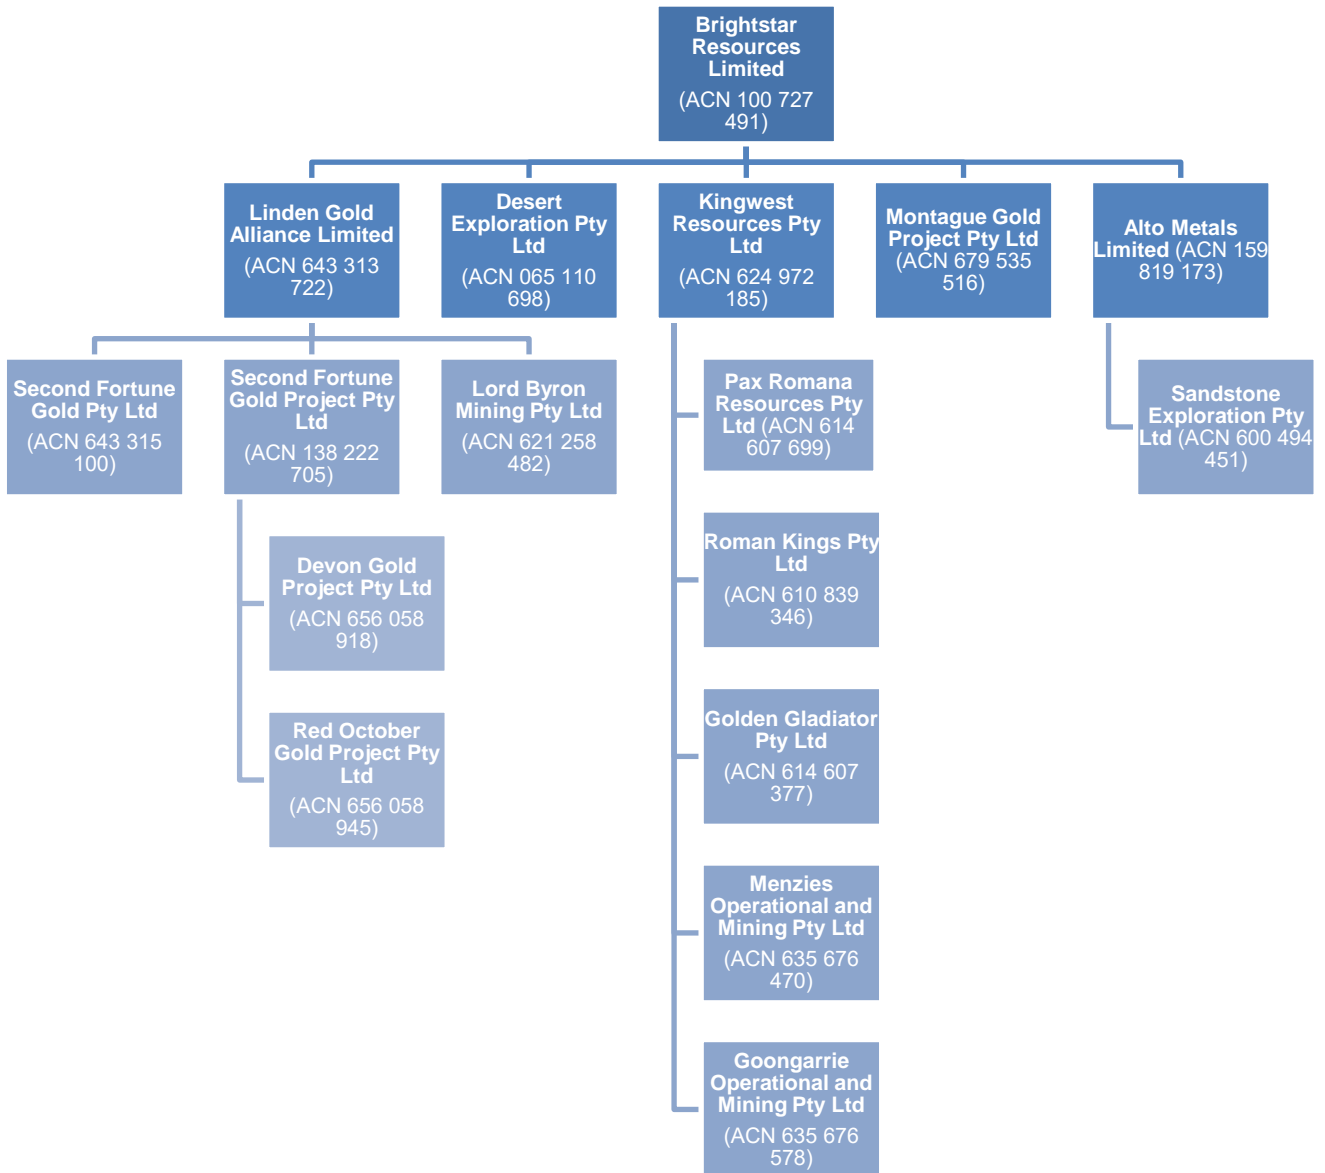 Brightstar
Resources
Limited
(ACN 100 727
491)
Linden Gold
Alliance Limited
(ACN 643 313
722)
Desert
Exploration Pty
Ltd
(ACN 065 110
698)
Kingwest
Resources Pty
Ltd
(ACN 624 972
185)
Montague Gold
Project Pty Ltd
(ACN 679 535
516)
Alto Metals
Limited (ACN 159
819 173)
Second Fortune
Gold Pty Ltd
(ACN 643 315
100)
Second Fortune
Gold Project Pty
Ltd
(ACN 138 222
705)
Lord Byron
Mining Pty Ltd
(ACN 621 258
482)
Pax Romana
Resources Pty
Ltd (ACN 614
607 699)
Sandstone
Exploration Pty
Ltd (ACN 600 494
451)
Devon Gold
Project Pty Ltd
(ACN 656 058
918)
Roman Kings Pty
Ltd
(ACN 610 839
346)
Red October
Gold Project Pty
Ltd
(ACN 656 058
945)
Golden Gladiator
Pty Ltd
(ACN 614 607
377)
Menzies
Operational and
Mining Pty Ltd
(ACN 635 676
470)
Goongarrie
Operational and
Mining Pty Ltd
(ACN 635 676
578)